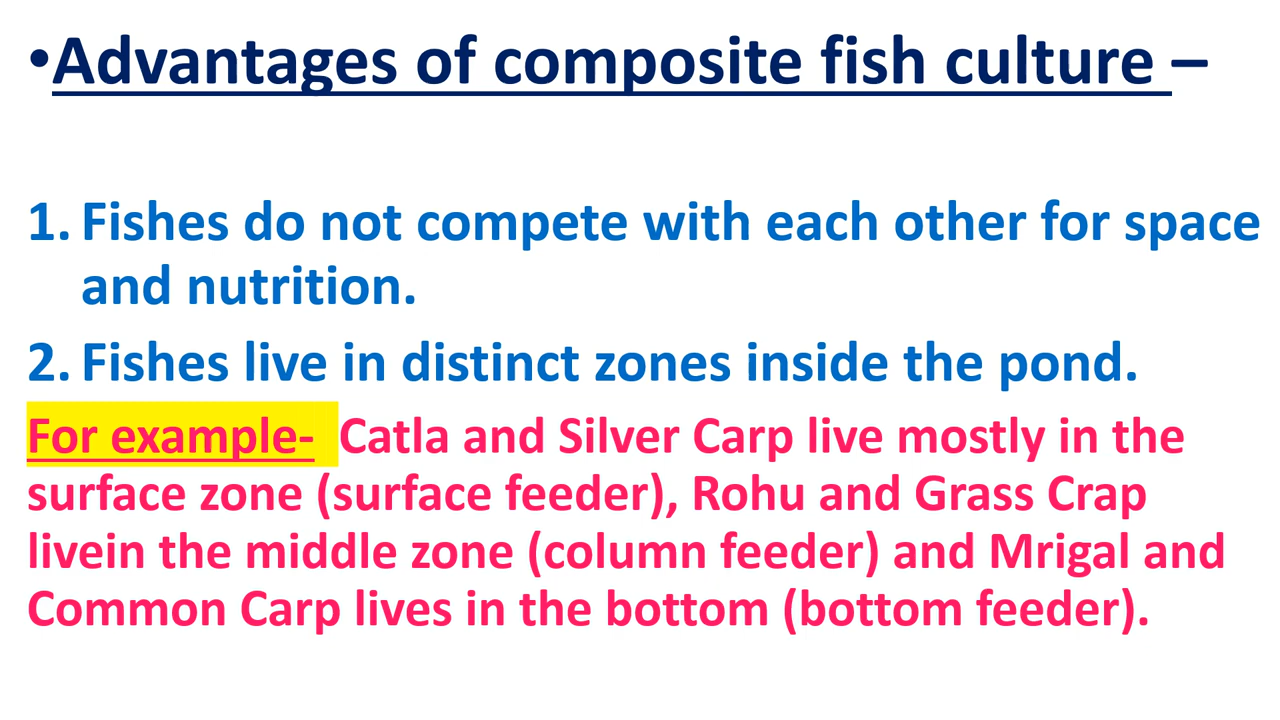 •Advantages of composite fish culture –
1. Fishes do not compete with each other for space
and nutrition.
2. Fishes live in distinct zones inside the pond.
For example- Catla and Silver Carp live mostly in the
surface zone (surface feeder), Rohu and Grass Crap
livein the middle zone (column feeder) and Mrigal and
Common Carp lives in the bottom (bottom feeder).